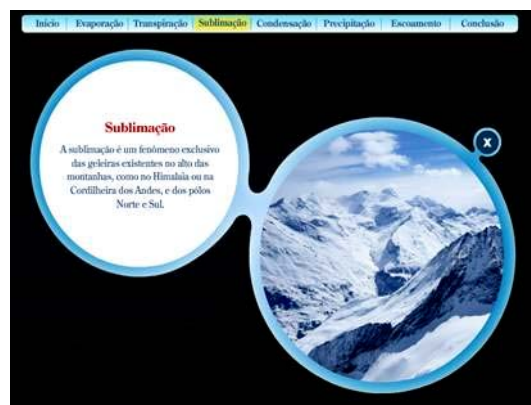 Início Evaporação Transpiração Sublimação Condensação Precipitação Escoamento Conclusão
Sublimação
A sublimação é um fenômeno exclusivo
das geleiras existentes no alto das
montanhas, como no Himalaia ou na
Cordilheira dos Andes, e dos pólos
Norte e Sul.
X